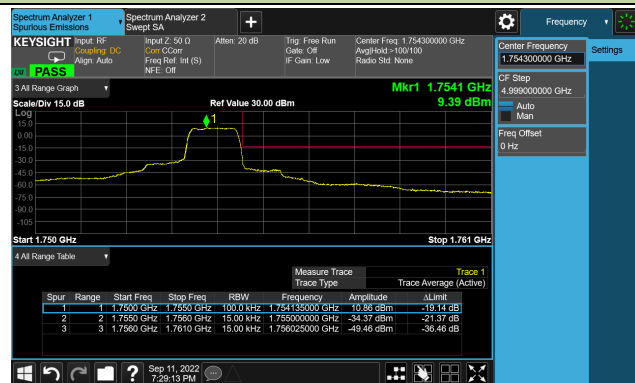 Spectrum Analyzer 1
Spurious Emissions
Spectrum Analyzer 2
Swept SA
Frequency
KEYSIGHT
Input: RF
Coupling: DC
Align: Auto
Input Z: 50 Ω
Corr CCorr
Freq Ref: Int (S)
NFE: Off
Atten: 20 dB
Trig: Free Run
Gate: Off
IF Gain: Low
Center Freq: 1.754300000 GHz
Avg|Hold:>100/100
Radio Std: None
LXI PASS
Center Frequency
1.754300000 GHz
Settings
CF Step
4.999000000 GHz
Auto
Man
Freq Offset
0 Hz
3 All Range Graph
Mkr1 1.7541 GHz
Scale/Div 15.0 dB
Ref Value 30.00 dBm
9.39 dBm
Log
1
15.0
0.00
-15.0
-30.0
-45.0
-60.0
-75.0
-90.0
-105
Start 1.750 GHz
Stop 1.761 GHz
4 All Range Table
Measure Trace Trace 1
Trace Type Trace Average (Active)
Spur Range Start Freq Stop Freq RBW Frequency Amplitude ΔLimit
1 1 1.7500 GHz 1.7550 GHz 100.0 kHz 1.754135000 GHz 10.86 dBm -19.14 dB
2 2 1.7550 GHz 1.7560 GHz 15.00 kHz 1.755000000 GHz -34.37 dBm -21.37 dB
3 3 1.7560 GHz 1.7610 GHz 15.00 kHz 1.756025000 GHz -49.46 dBm -36.46 dB
?
Sep 11, 2022
7:29:13 PM